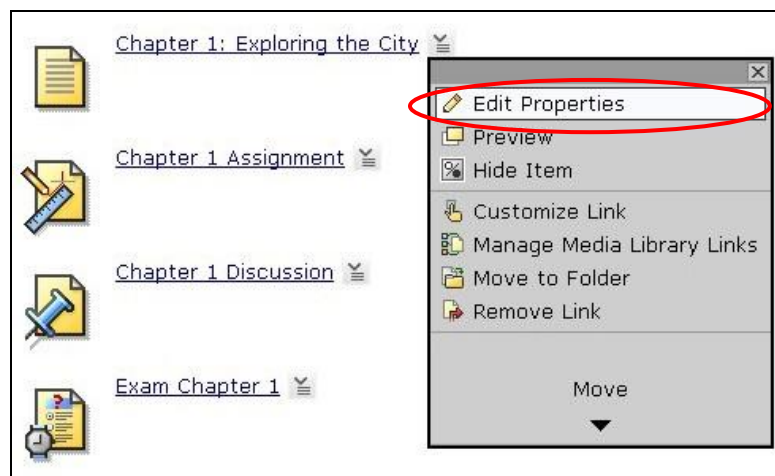 Chapter 1: Exploring the City
Edit Properties
Preview
Chapter 1 Assignment
Hide Item
Customize Link
Manage Media Library Links
Chapter 1 Discussion
Move to Folder
Remove Link
Exam Chapter 1
Move